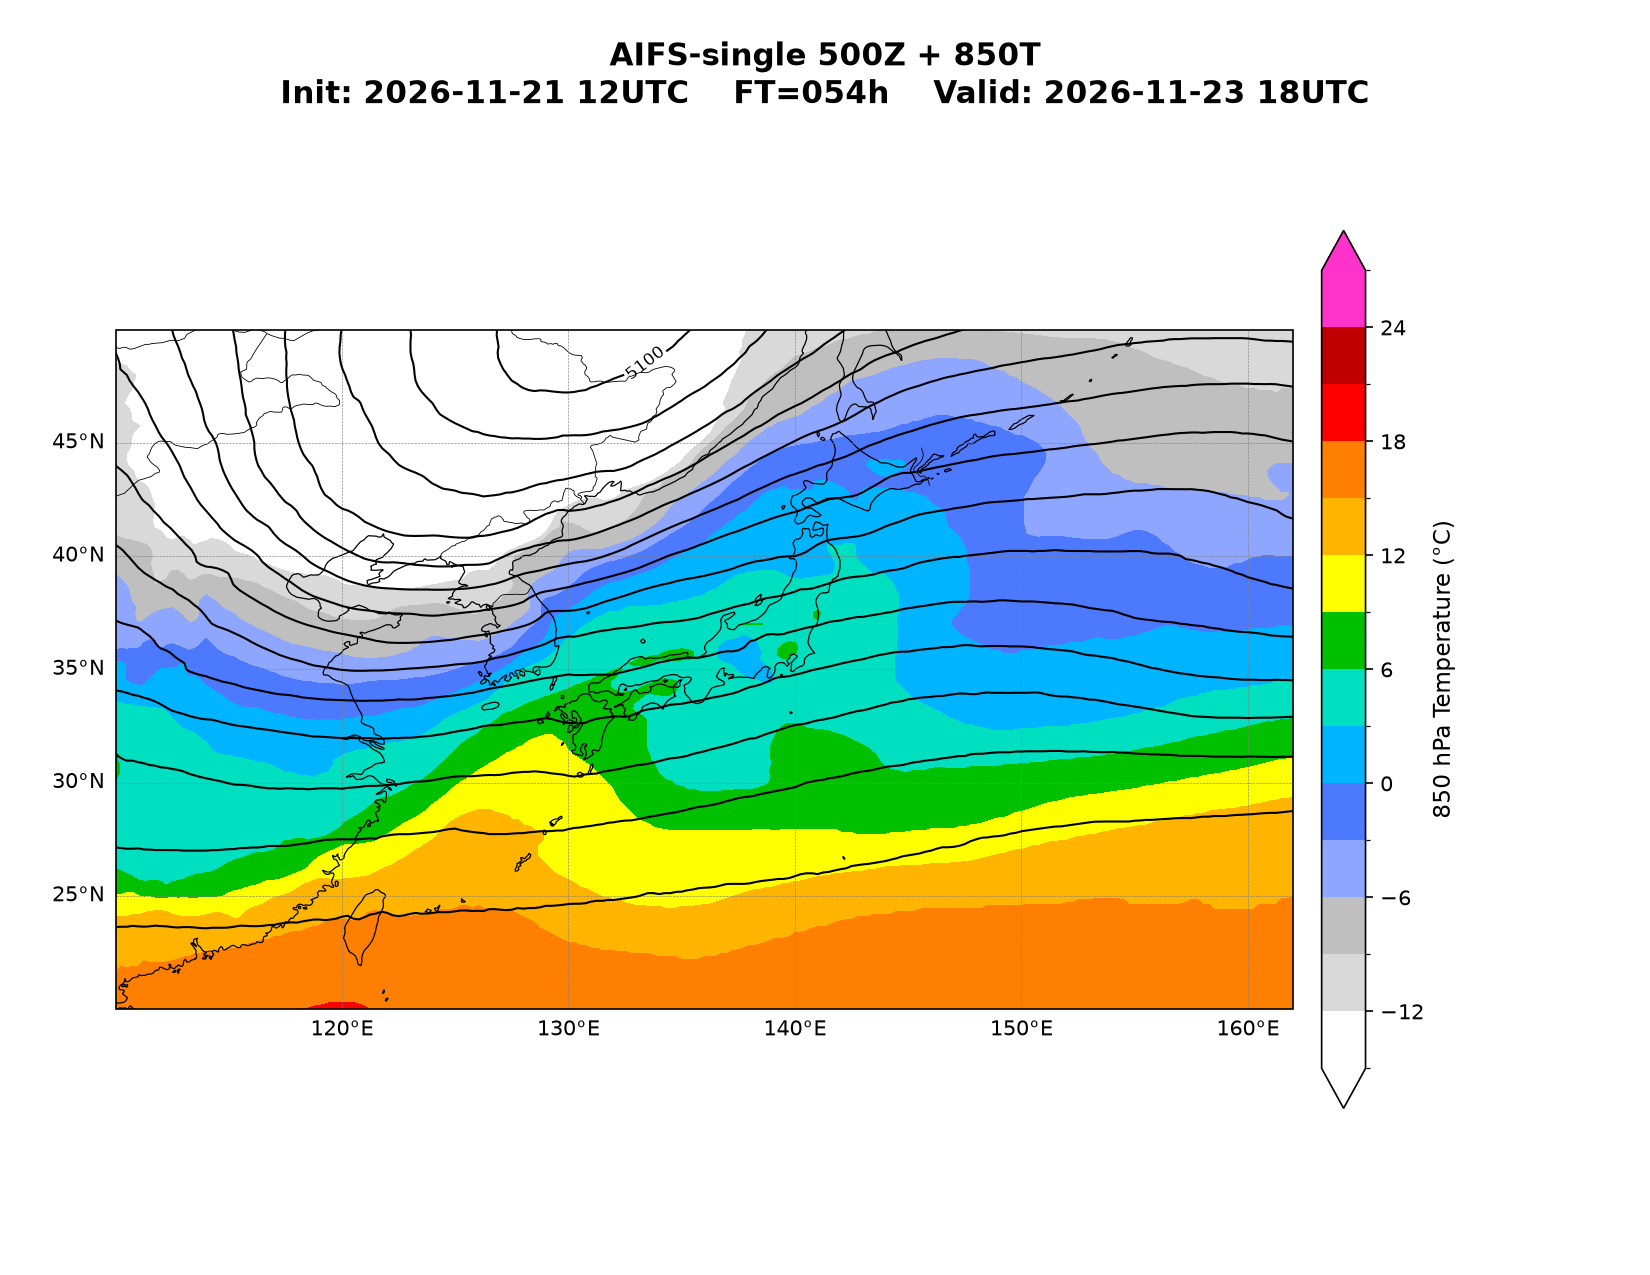 AIFS-single 500Z + 850T
Init: 2026-11-21 12UTC    FT=054h    Valid: 2026-11-23 18UTC
5100
45°N
40°N
35°N
30°N
25°N
120°E
130°E
140°E
150°E
160°E
24
18
12
6
0
−6
−12
850 hPa Temperature (°C)